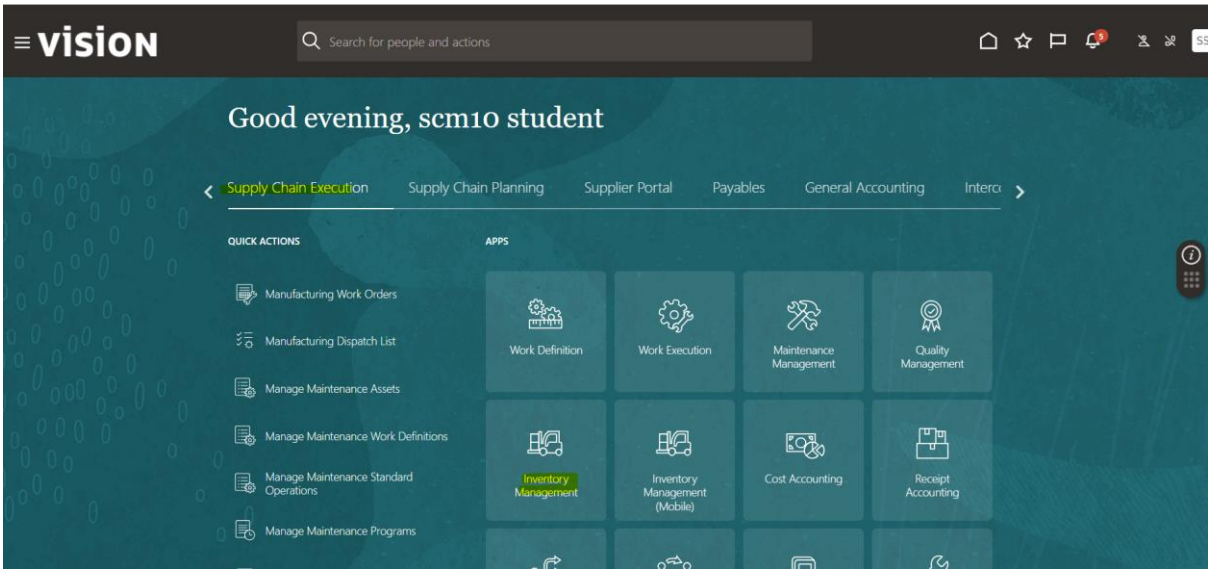 VISION
Search for people and actions
5
SS
Good evening, scm10 student
Supply Chain Execution
Supply Chain Planning
Supplier Portal
Payables
General Accounting
Interco
QUICK ACTIONS
APPS
Manufacturing Work Orders
Manufacturing Dispatch List
Manage Maintenance Assets
Manage Maintenance Work Definitions
Manage Maintenance Standard
Operations
Manage Maintenance Programs
Work Definition
Work Execution
Maintenance
Management
Quality
Management
Inventory
Management
Inventory
Management
(Mobile)
Cost Accounting
Receipt
Accounting